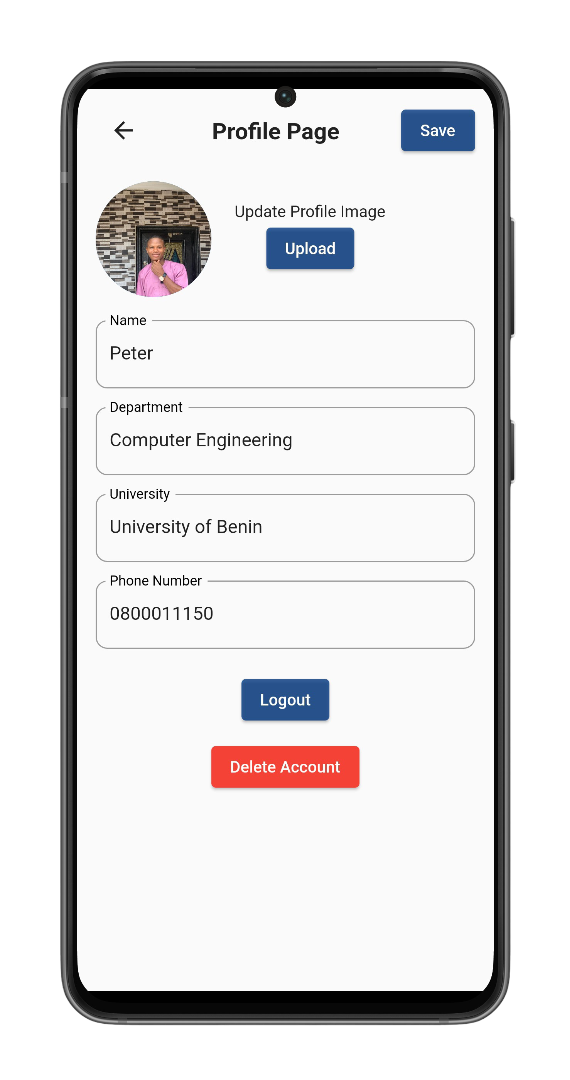 Profile Page
Save
Update Profile Image
Upload
Name
Peter
Department
Computer Engineering
University
University of Benin
Phone Number
0800011150
Logout
Delete Account